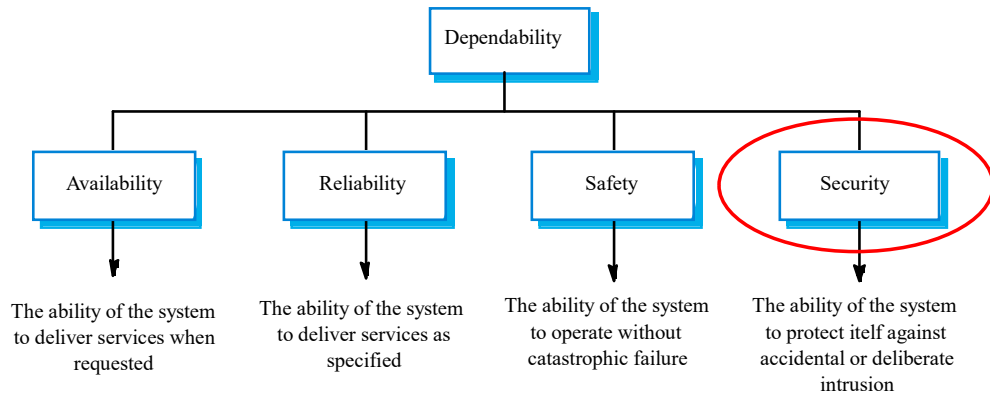 Dependability
Availability
Reliability
Safety
Security
The ability of the system
to deliver services when
requested
The ability of the system
to deliver services as
specified
The ability of the system
to operate without
catastrophic failure
The ability of the system
to protect itelf against
accidental or deliberate
intrusion